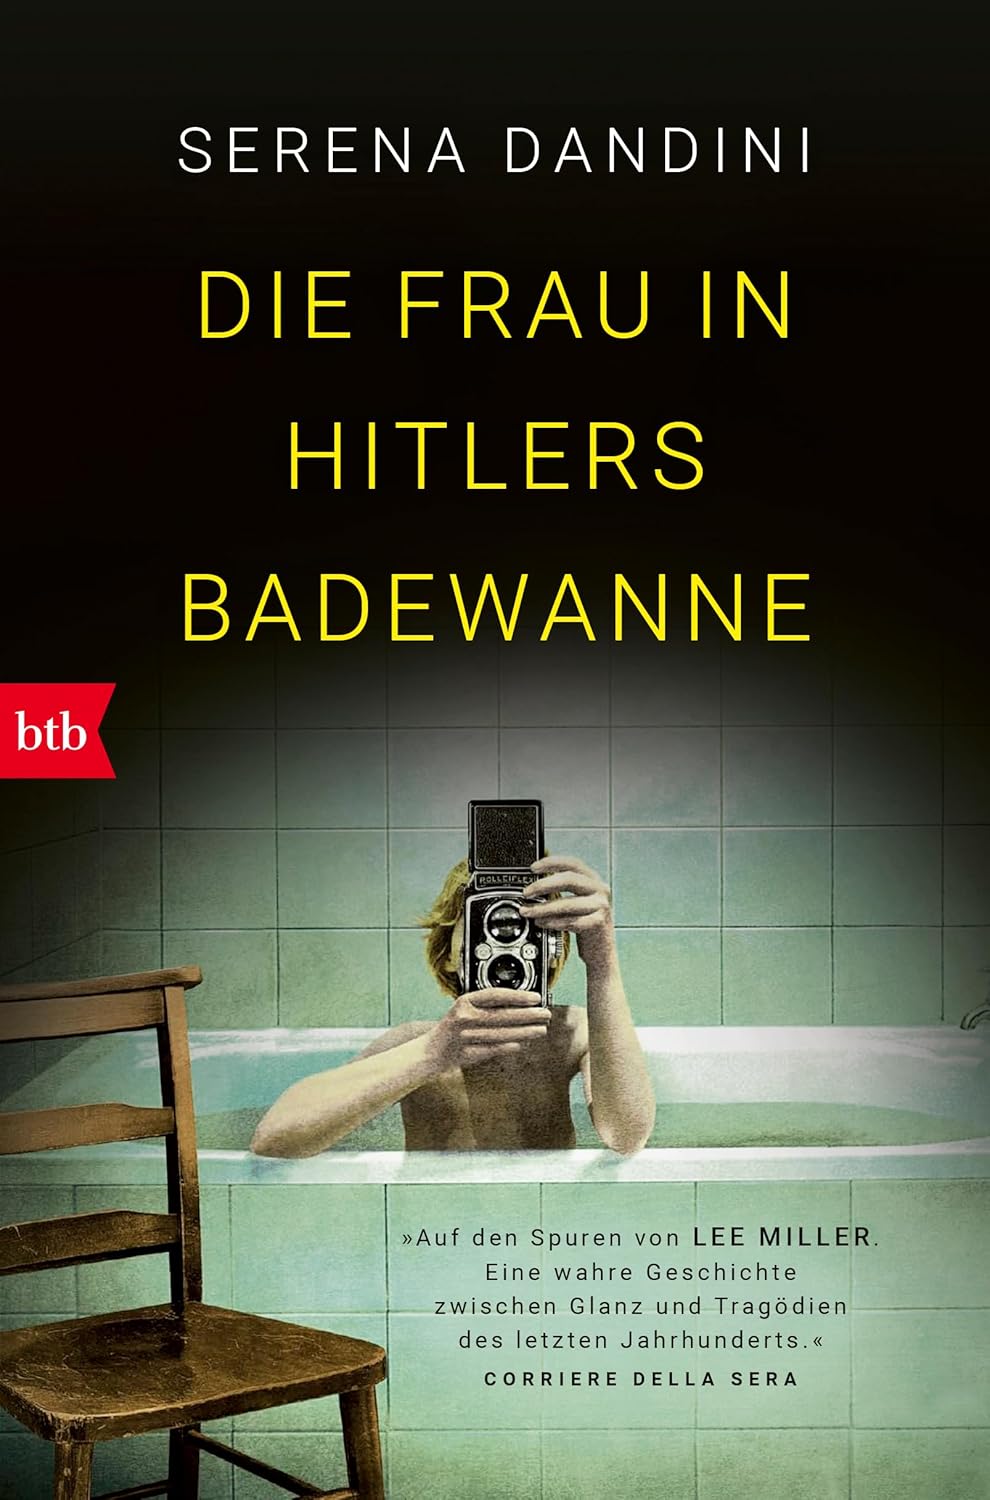 SERENA DANDINI
DIE FRAU IN
HITLERS
BADEWANNE
btb
ROLLEIFLEX
»Auf den Spuren von LEE MILLER.
Eine wahre Geschichte
zwischen Glanz und Tragödien
des letzten Jahrhunderts.«
CORRIERE DELLA SERA